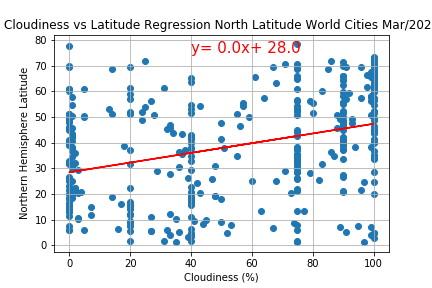 Cloudiness vs Latitude Regression North Latitude World Cities Mar/202
y= 0.0x+ 28.0
80
70
60
50
40
30
20
10
0
Northern Hemisphere Latitude
0 20 40 60 80 100
Cloudiness (%)